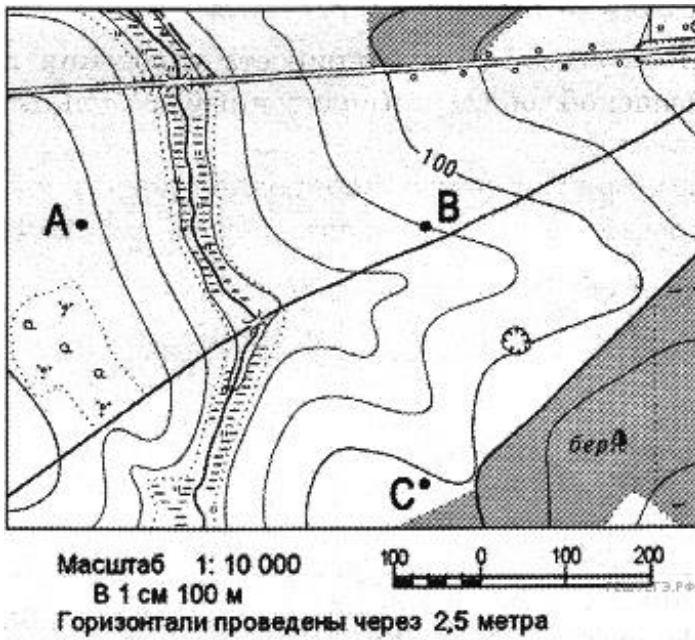 100
A
B
бер
C
Масштаб 1: 10 000
В 1 см 100 м
100 0 100 200
Горизонтали проведены через 2,5 метра